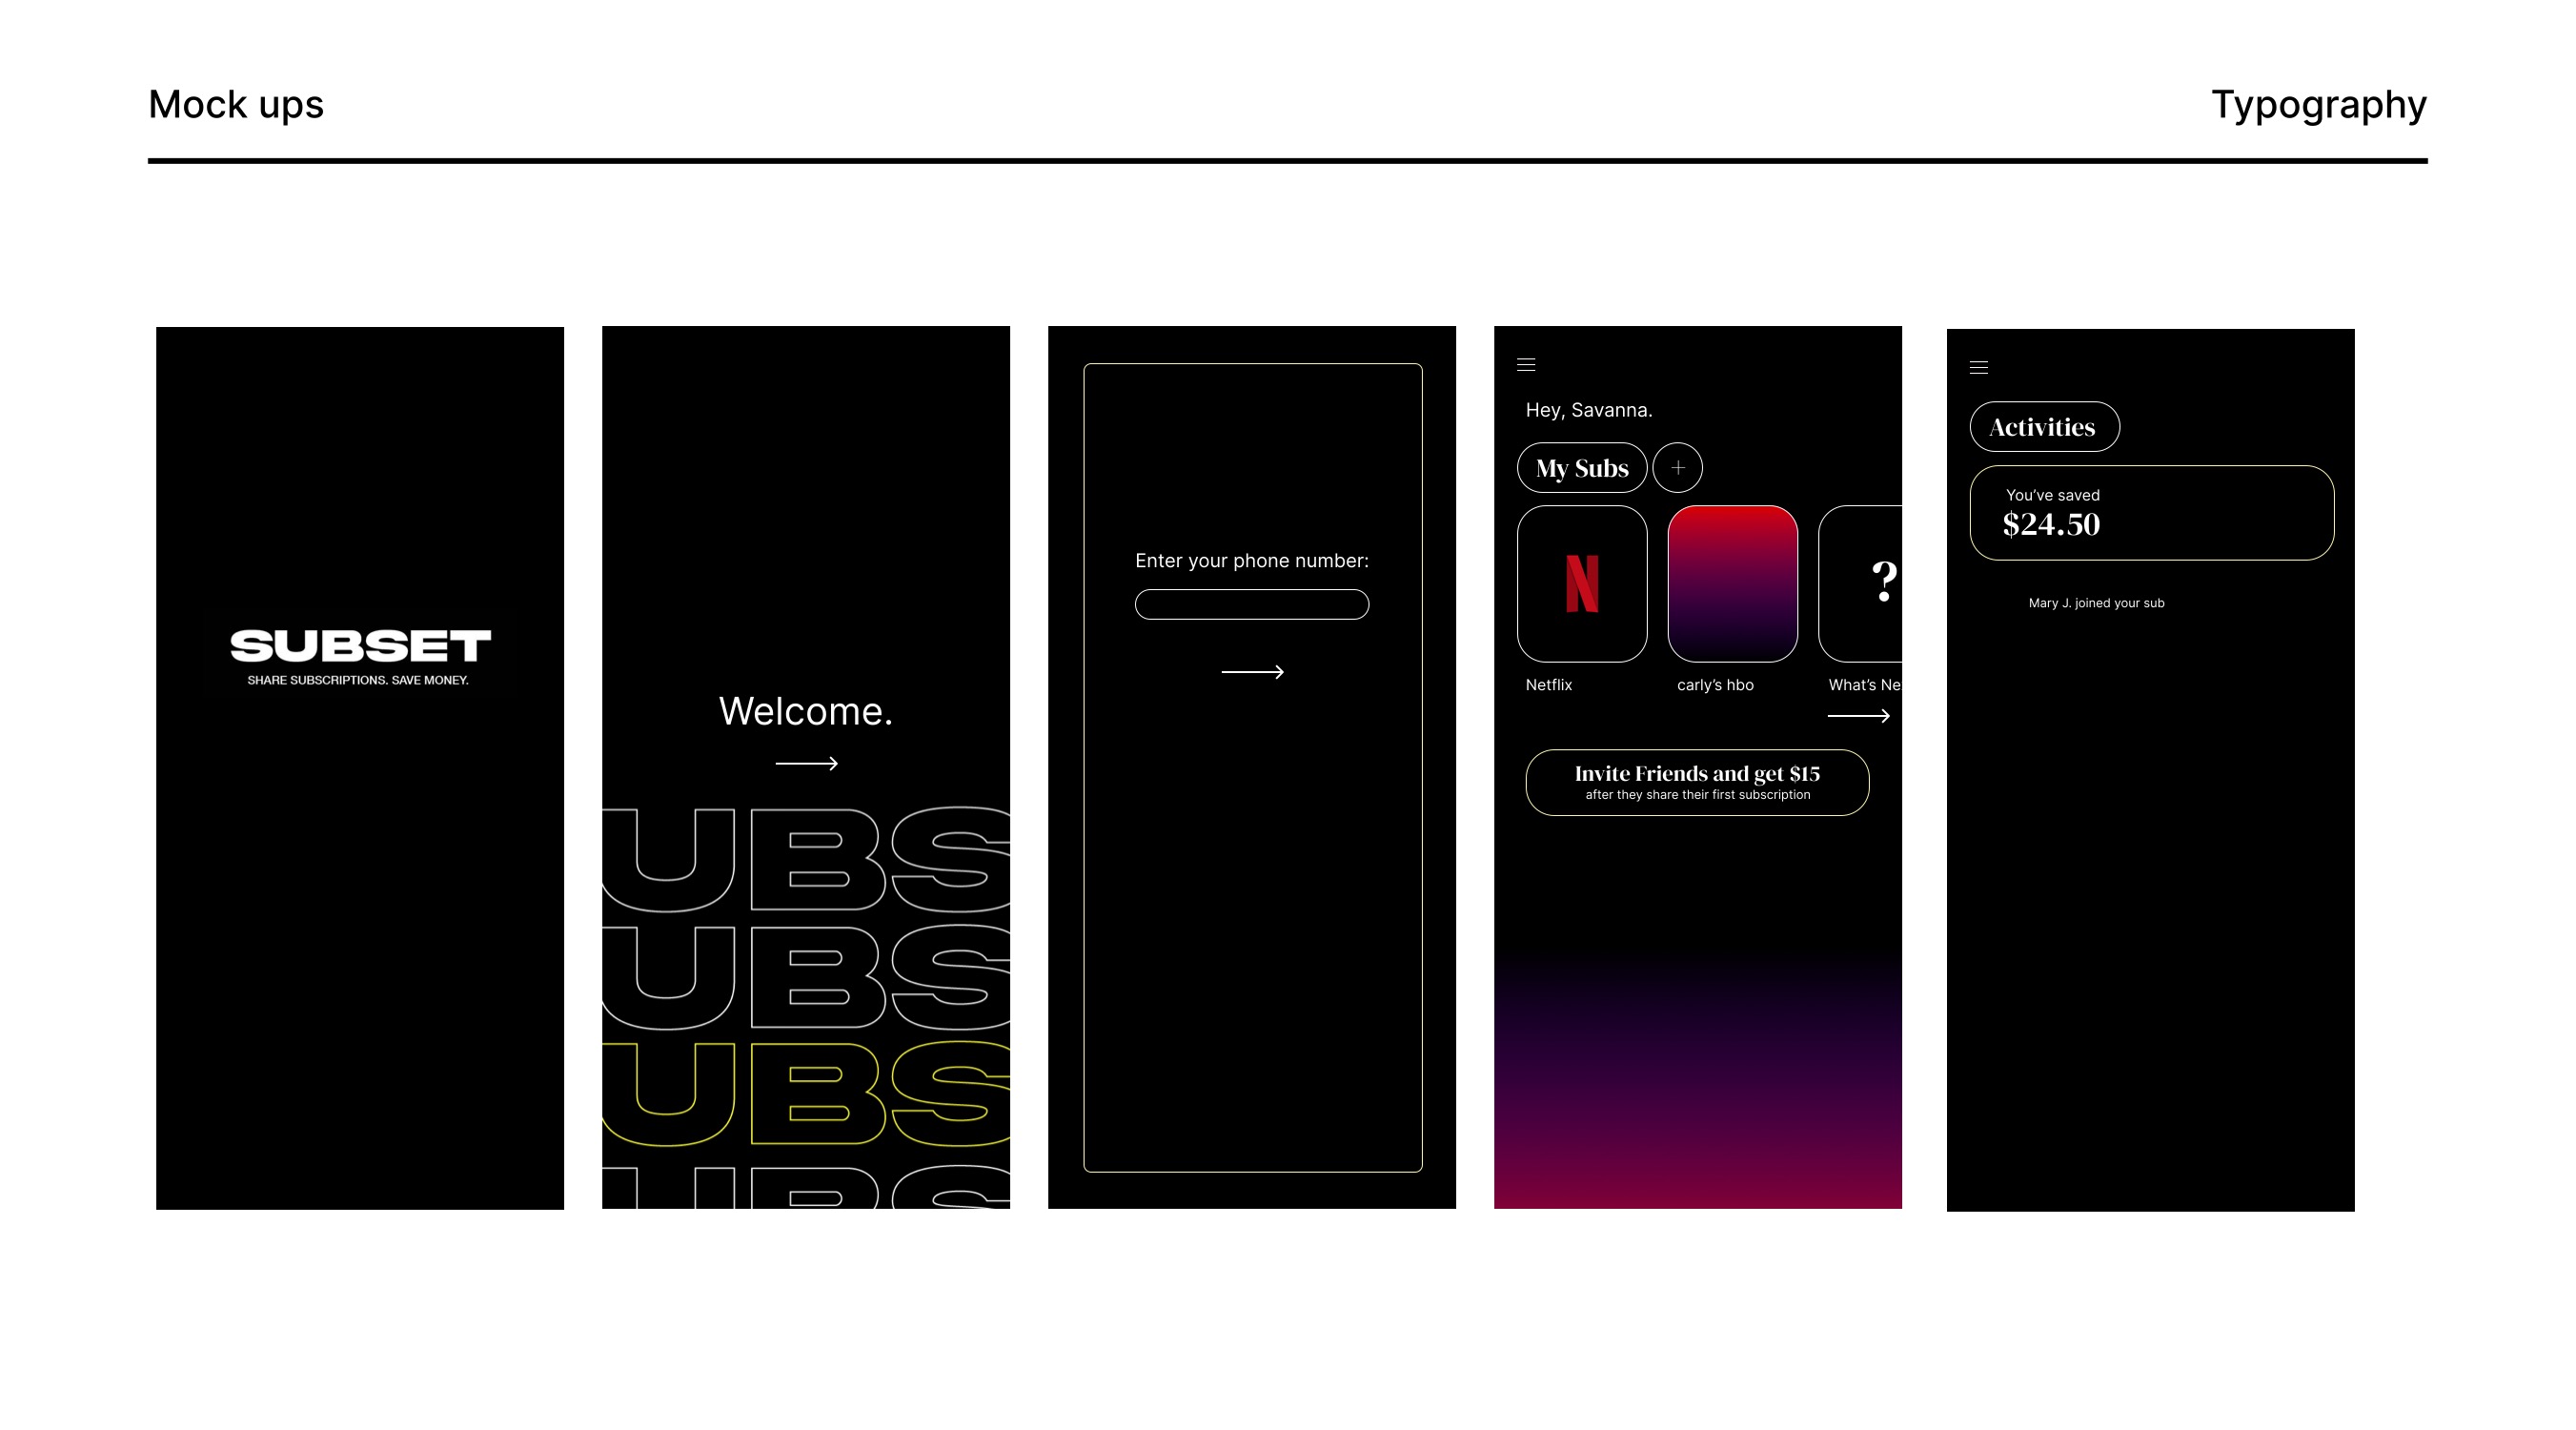 Mock ups
Typography
SUBSET
SHARE SUBSCRIPTIONS. SAVE MONEY.
Welcome.
UBS
UBS
UBS
UBS
Enter your phone number:
Hey, Savanna.
My Subs +
N
?
Netflix
carly's hbo
What's Ne
Invite Friends and get $15
after they share their first subscription
Activities
You've saved
$24.50
Mary J. joined your sub